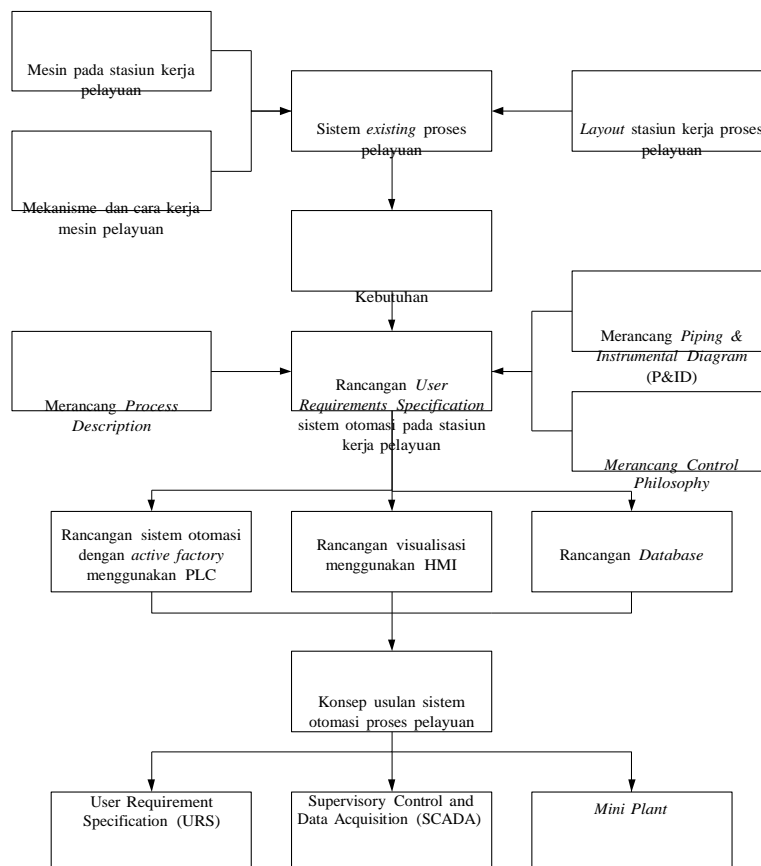 Mesin pada stasiun kerja
pelayuan
Sistem existing proses
pelayuan
Layout stasiun kerja proses
pelayuan
Mekanisme dan cara kerja
mesin pelayuan
Kebutuhan
Merancang Process
Description
Rancangan User
Requirements Specification
sistem otomasi pada stasiun
kerja pelayuan
Merancang Piping &
Instrumental Diagram
(P&ID)
Merancang Control
Philosophy
Rancangan sistem otomasi
dengan active factory
menggunakan PLC
Rancangan visualisasi
menggunakan HMI
Rancangan Database
Konsep usulan sistem
otomasi proses pelayuan
User Requirement
Specification (URS)
Supervisory Control and
Data Acquisition (SCADA)
Mini Plant